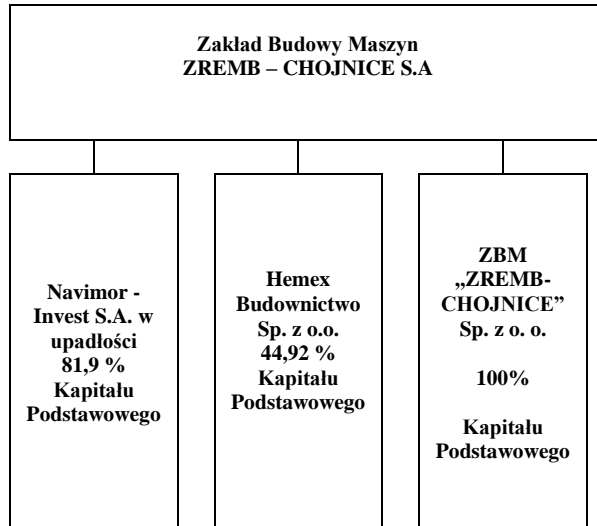 Zakład Budowy Maszyn
ZREMB – CHOJNICE S.A
Navimor -
Invest S.A. w
upadłości
81,9 %
Kapitału
Podstawowego
Hemex
Budownictwo
Sp. z o.o.
44,92 %
Kapitału
Podstawowego
ZBM
„ZREMB-
CHOJNICE”
Sp. z o. o.
100%
Kapitału
Podstawowego